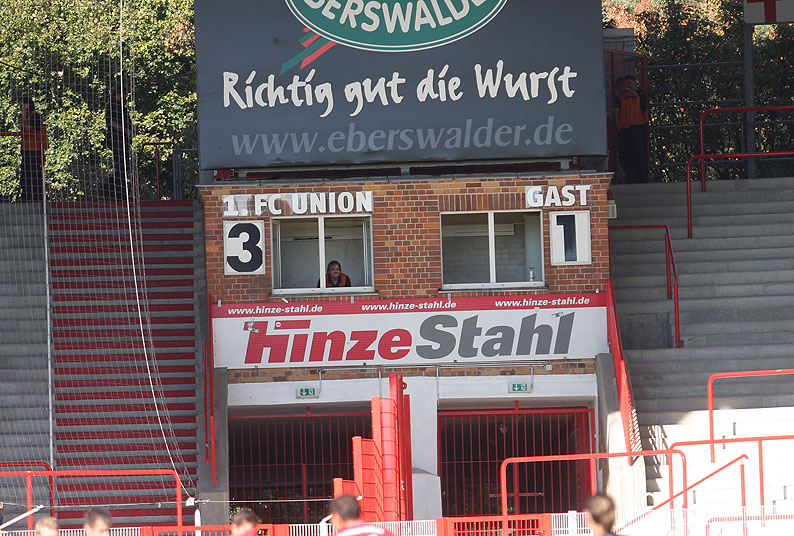 EBERSWALDER
Richtig gut die Wurst
www.eberswalder.de
1. FC UNION
GAST
3
1
www.hinze-stahl.de www.hinze-stahl.de www.hinze-stahl.de
Hinze Stahl